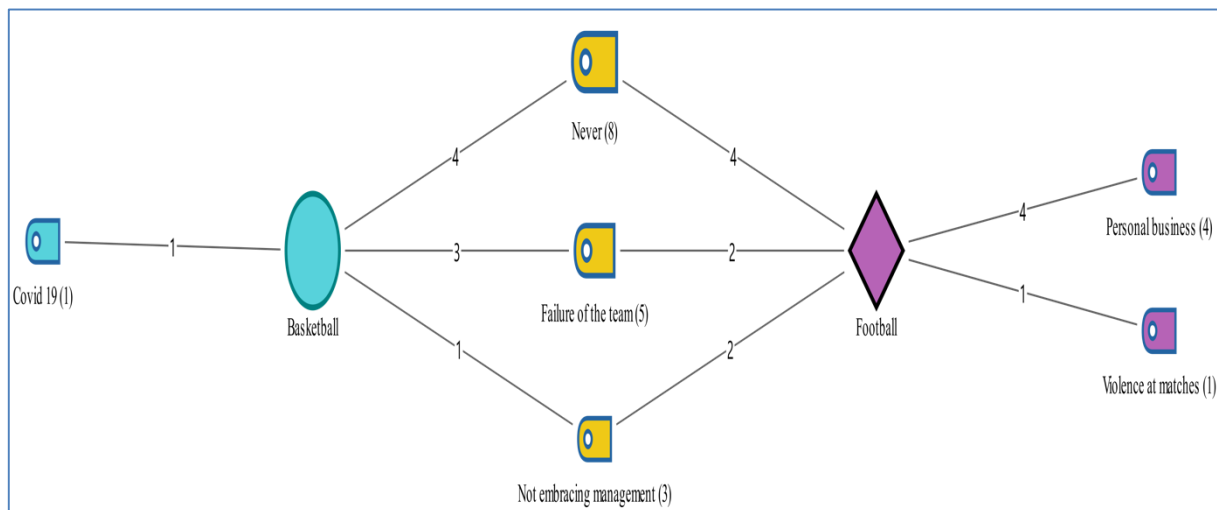 Never (8)
4
4
4
Personal business (4)
1
3
2
Covid 19 (1)
Basketball
Failure of the team (5)
Football
1
1
2
Violence at matches (1)
Not embracing management (3)